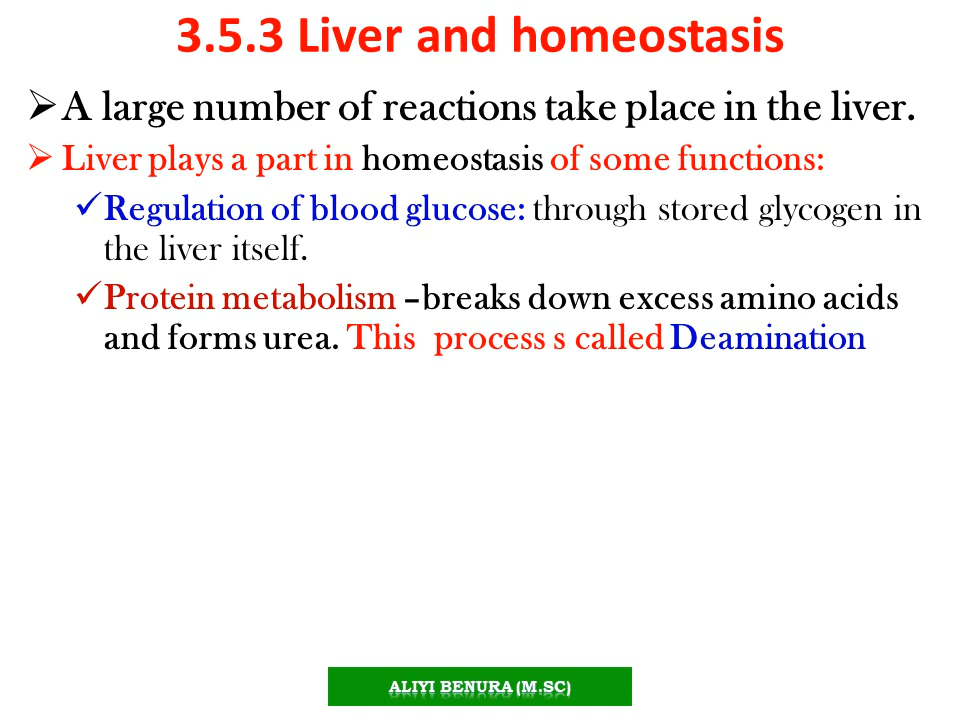 3.5.3 Liver and homeostasis
➢ A large number of reactions take place in the liver.
➢ Liver plays a part in homeostasis of some functions:
✓ Regulation of blood glucose: through stored glycogen in
the liver itself.
✓ Protein metabolism –breaks down excess amino acids
and forms urea. This process s called Deamination
ALIYI BENURA (M.SC)